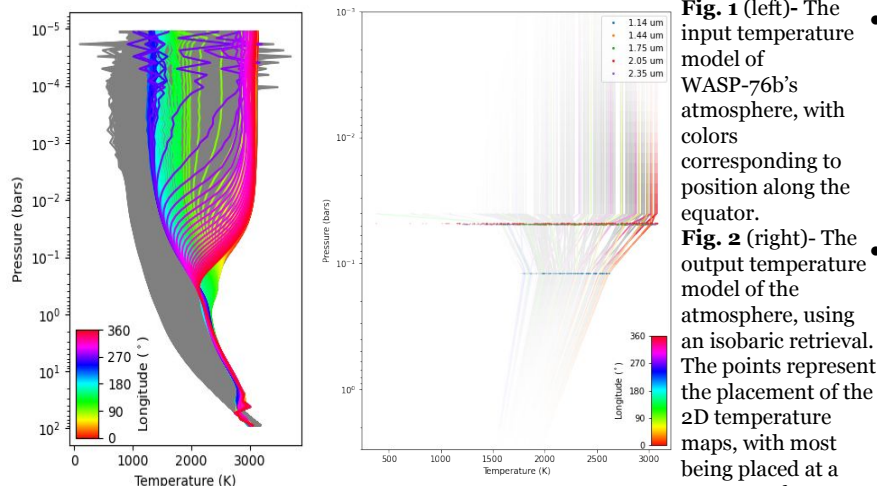 10⁻⁵
10⁻⁴
10⁻³
10⁻²
10⁻¹
10⁰
10¹
10²
Pressure (bars)
0 1000 2000 3000
Temperature (K)
360
270
180
90
0
Longitude (°)
10⁻³
10⁻²
10⁻¹
10⁰
Pressure (bars)
500 1000 1500 2000 2500 3000
Temperature (K)
1.14 um
1.44 um
1.75 um
2.05 um
2.35 um
360
270
180
90
0
Longitude (°)
Fig. 1 (left)- The
input temperature
model of
WASP-76b's
atmosphere, with
colors
corresponding to
position along the
equator.
Fig. 2 (right)- The
output temperature
model of the
atmosphere, using
an isobaric retrieval.
The points represent
the placement of the
2D temperature
maps, with most
being placed at a